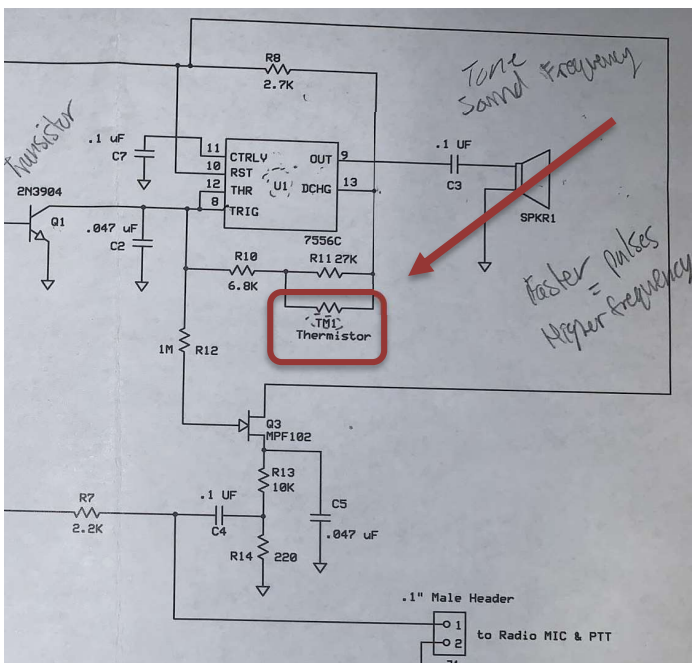 R8
2.7K
Tone
Sound Frequency
Transistor
.1 uF
C7
11
10
12
8
CTRLV
RST
THR
TRIG
U1
OUT
DCHG
9
13
7556C
.1 UF
C3
SPKR1
2N3904
Q1
.047 uF
C2
R10
6.8K
R11 27K
TM1
Thermistor
Faster pulses
=
Higher frequency
1M
R12
Q3
MPF102
R13
10K
.1 UF
C4
C5
.047 uF
R14
220
R7
2.2K
.1" Male Header
1
2
to Radio MIC & PTT